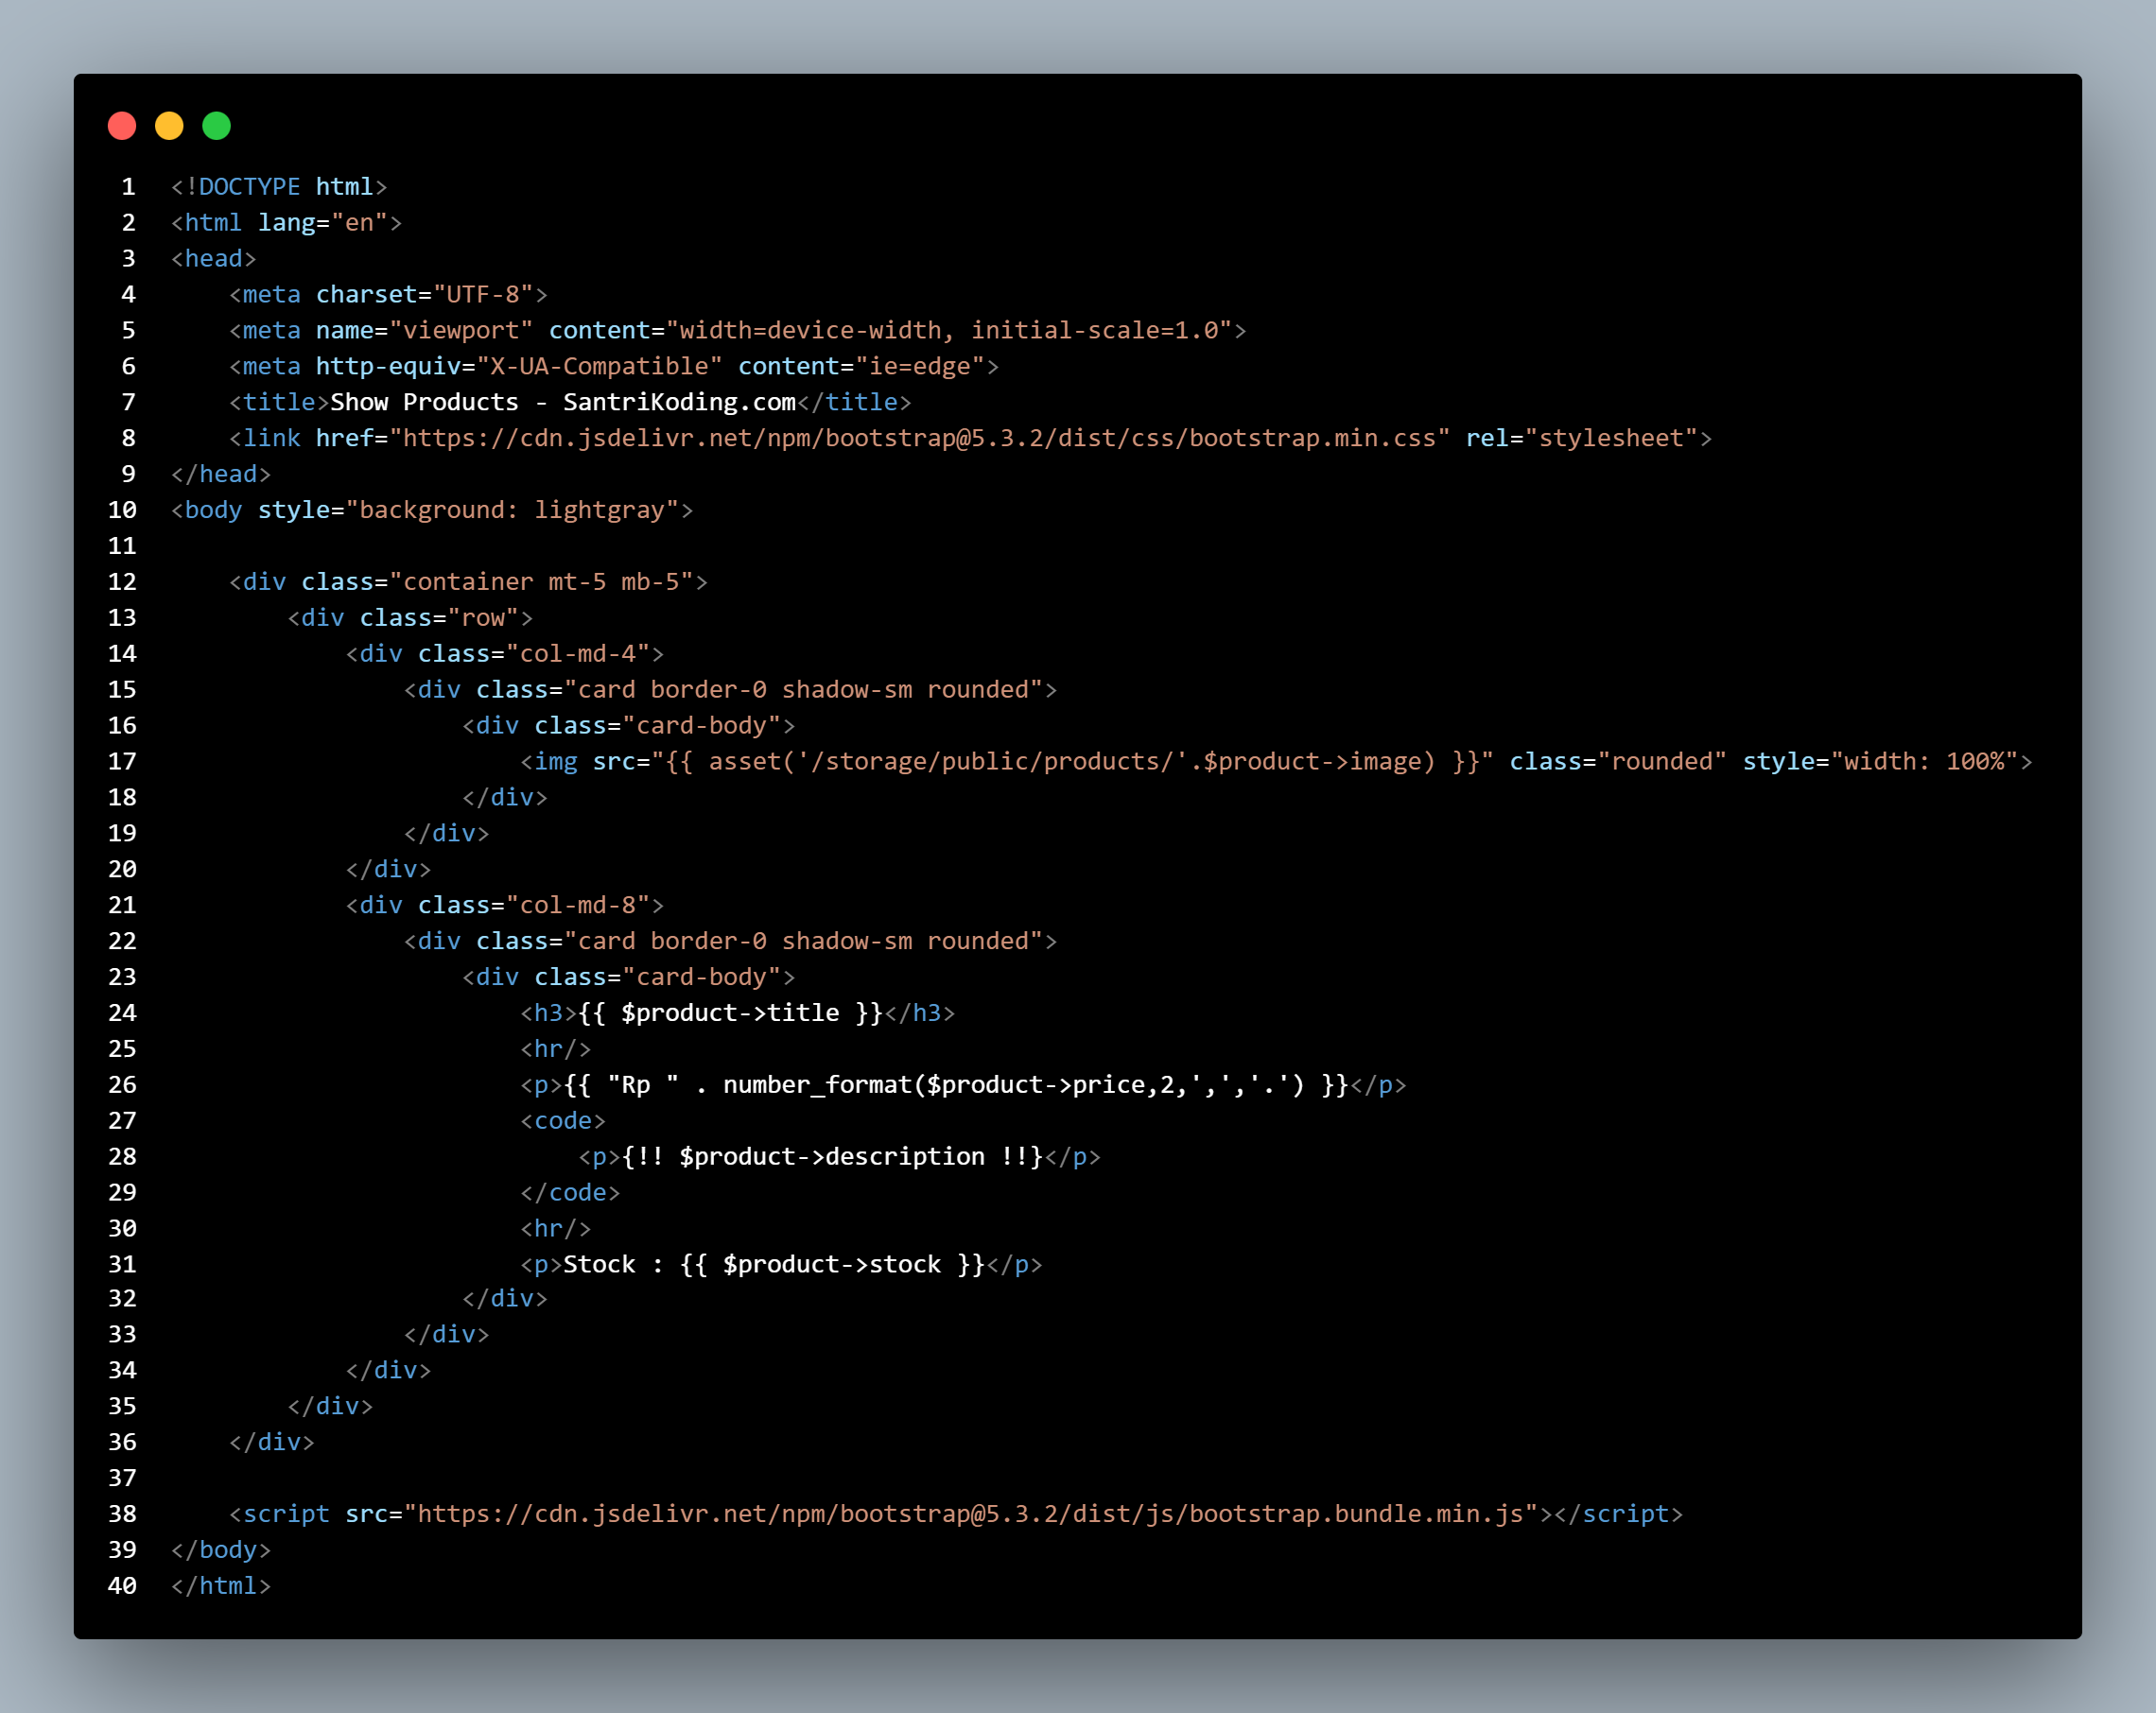 1 <!DOCTYPE html>
2 <html lang="en">
3 <head>
4     <meta charset="UTF-8">
5     <meta name="viewport" content="width=device-width, initial-scale=1.0">
6     <meta http-equiv="X-UA-Compatible" content="ie=edge">
7     <title>Show Products - SantriKoding.com</title>
8     <link href="https://cdn.jsdelivr.net/npm/bootstrap@5.3.2/dist/css/bootstrap.min.css" rel="stylesheet">
9 </head>
10 <body style="background: lightgray">
11
12     <div class="container mt-5 mb-5">
13         <div class="row">
14             <div class="col-md-4">
15                 <div class="card border-0 shadow-sm rounded">
16                     <div class="card-body">
17                         <img src="{{ asset('/storage/public/products/'.$product->image) }}" class="rounded" style="width: 100%">
18                     </div>
19                 </div>
20             </div>
21             <div class="col-md-8">
22                 <div class="card border-0 shadow-sm rounded">
23                     <div class="card-body">
24                         <h3>{{ $product->title }}</h3>
25                         <hr/>
26                         <p>{{ "Rp " . number_format($product->price,2,',','.') }}</p>
27                         <code>
28                             <p>{!! $product->description !!}</p>
29                         </code>
30                         <hr/>
31                         <p>Stock : {{ $product->stock }}</p>
32                     </div>
33                 </div>
34             </div>
35         </div>
36     </div>
37
38     <script src="https://cdn.jsdelivr.net/npm/bootstrap@5.3.2/dist/js/bootstrap.bundle.min.js"></script>
39 </body>
40 </html>